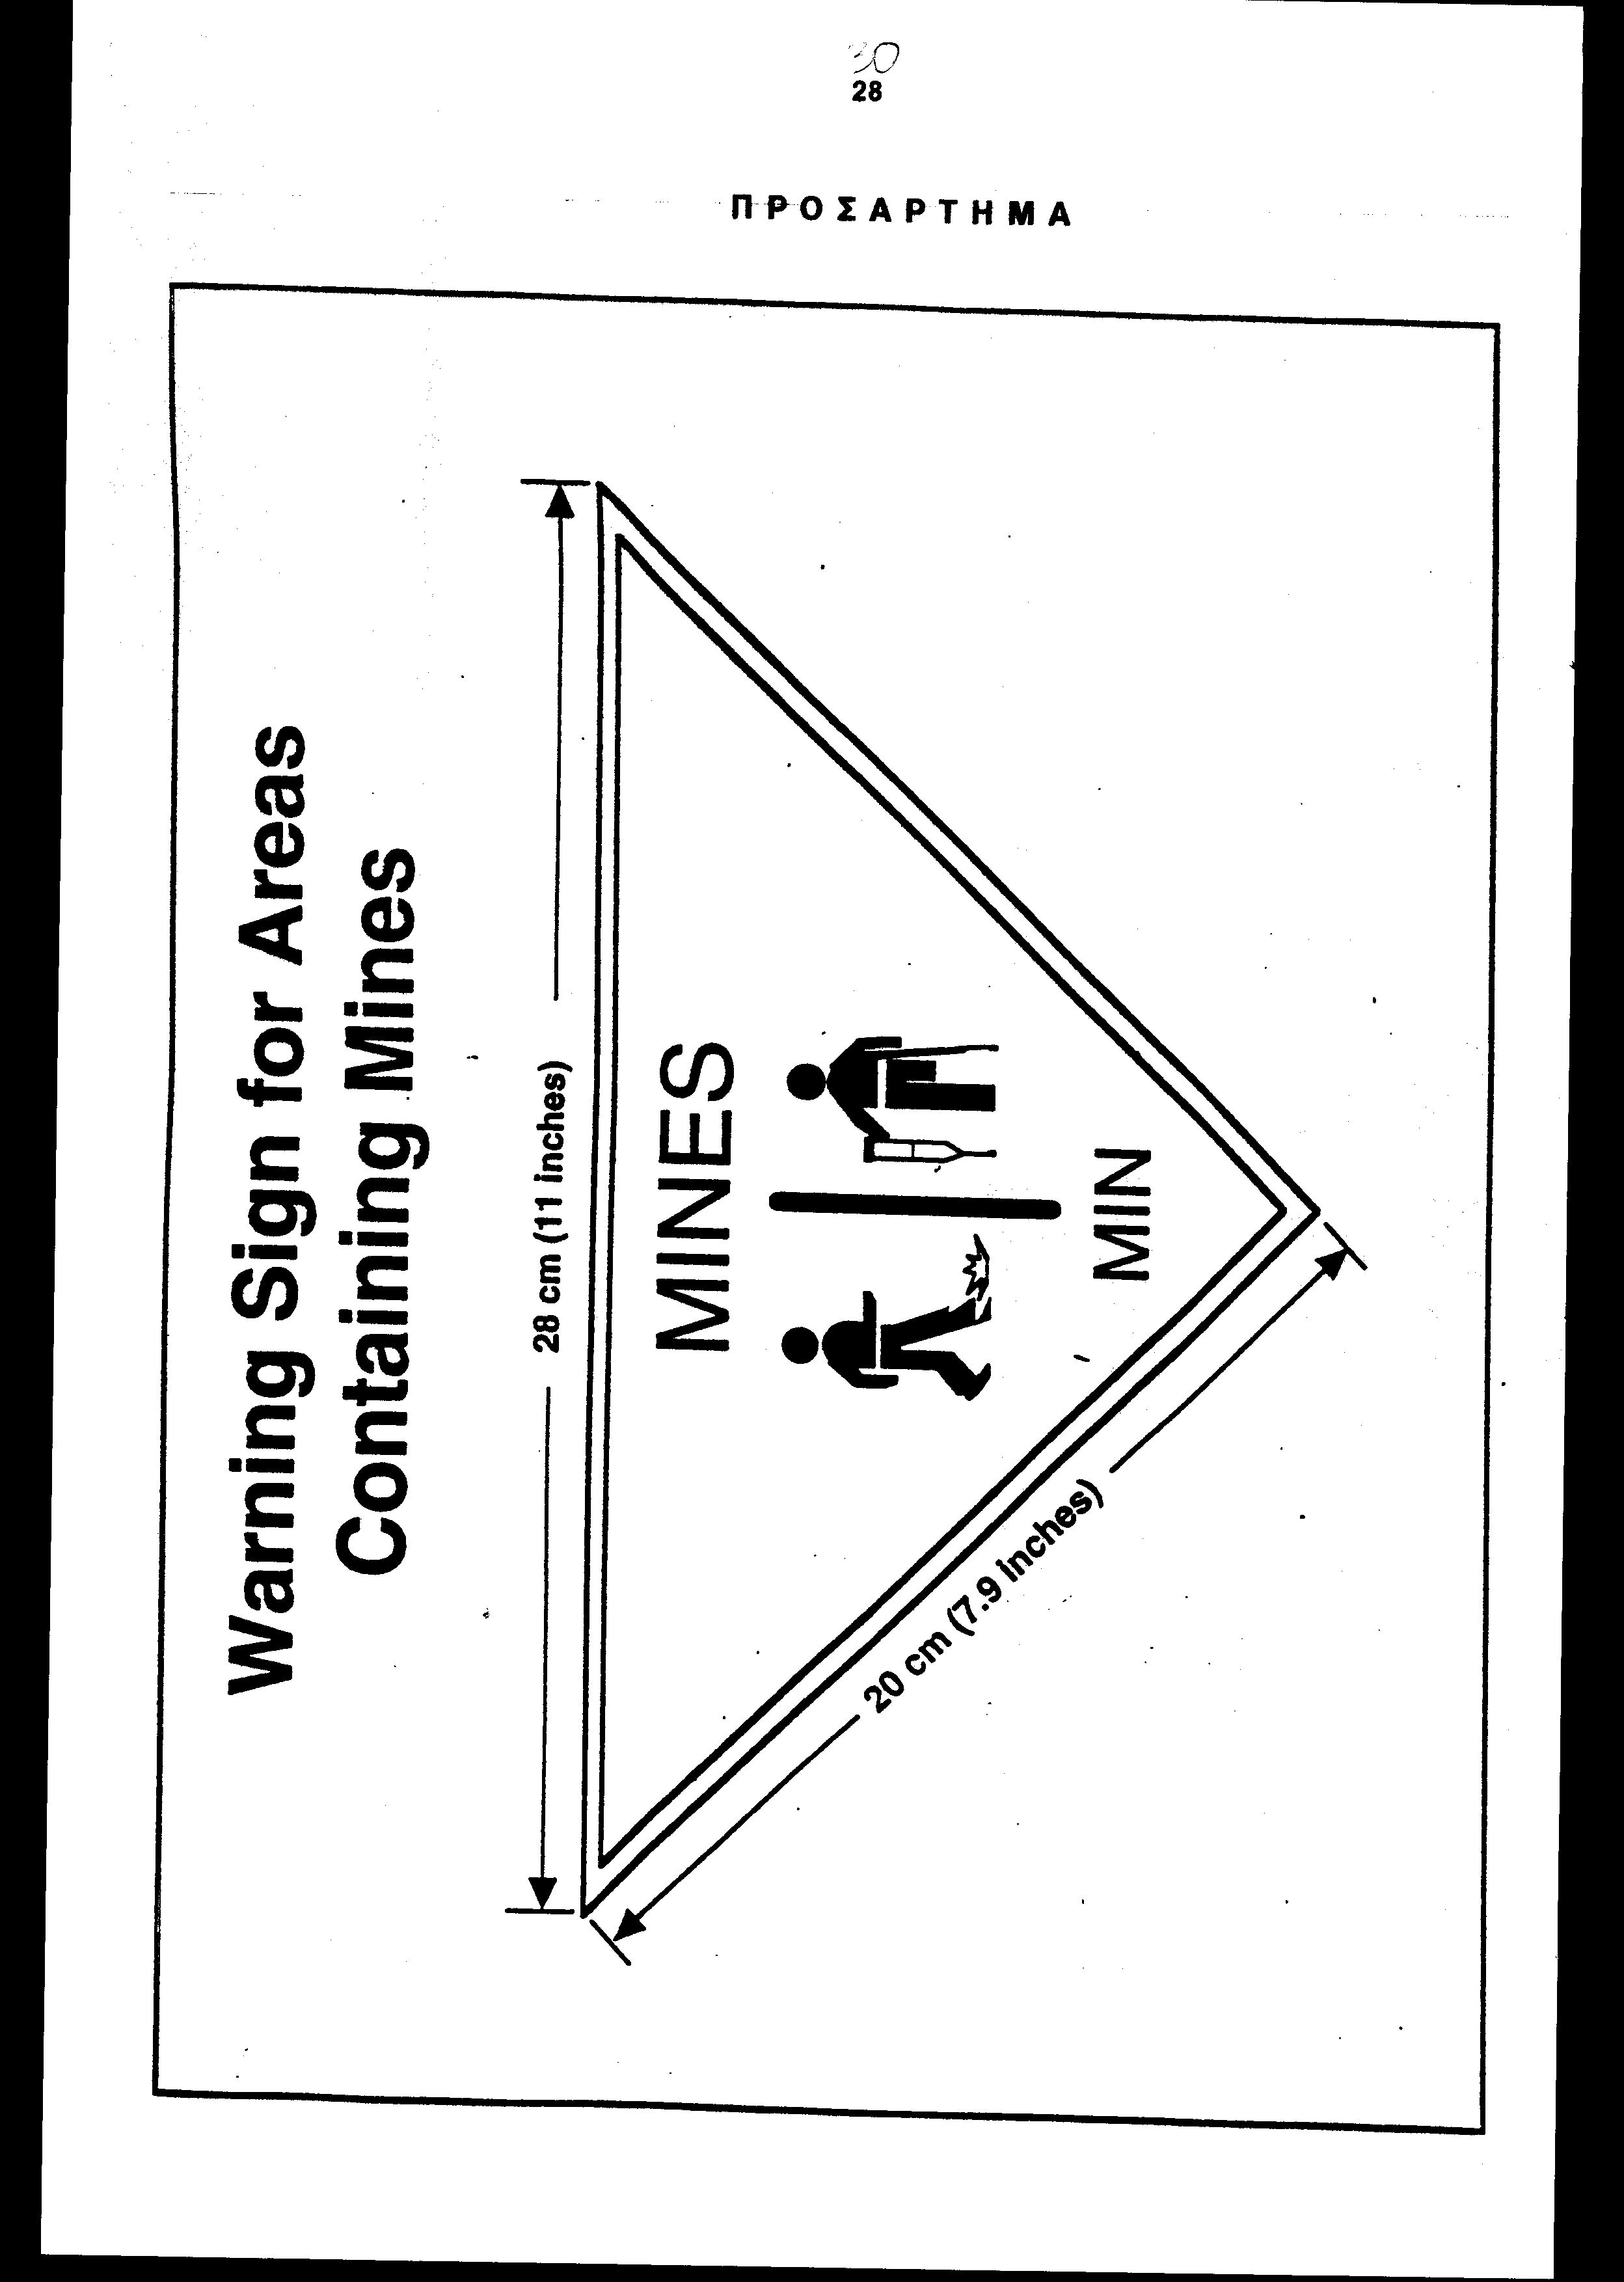 30
28
ΠΡΟΣΑΡΤΗΜΑ
Warning Sign for Areas
Containing Mines
28 cm (11 inches)
MINES
MIN
20 cm (7.9 inches)